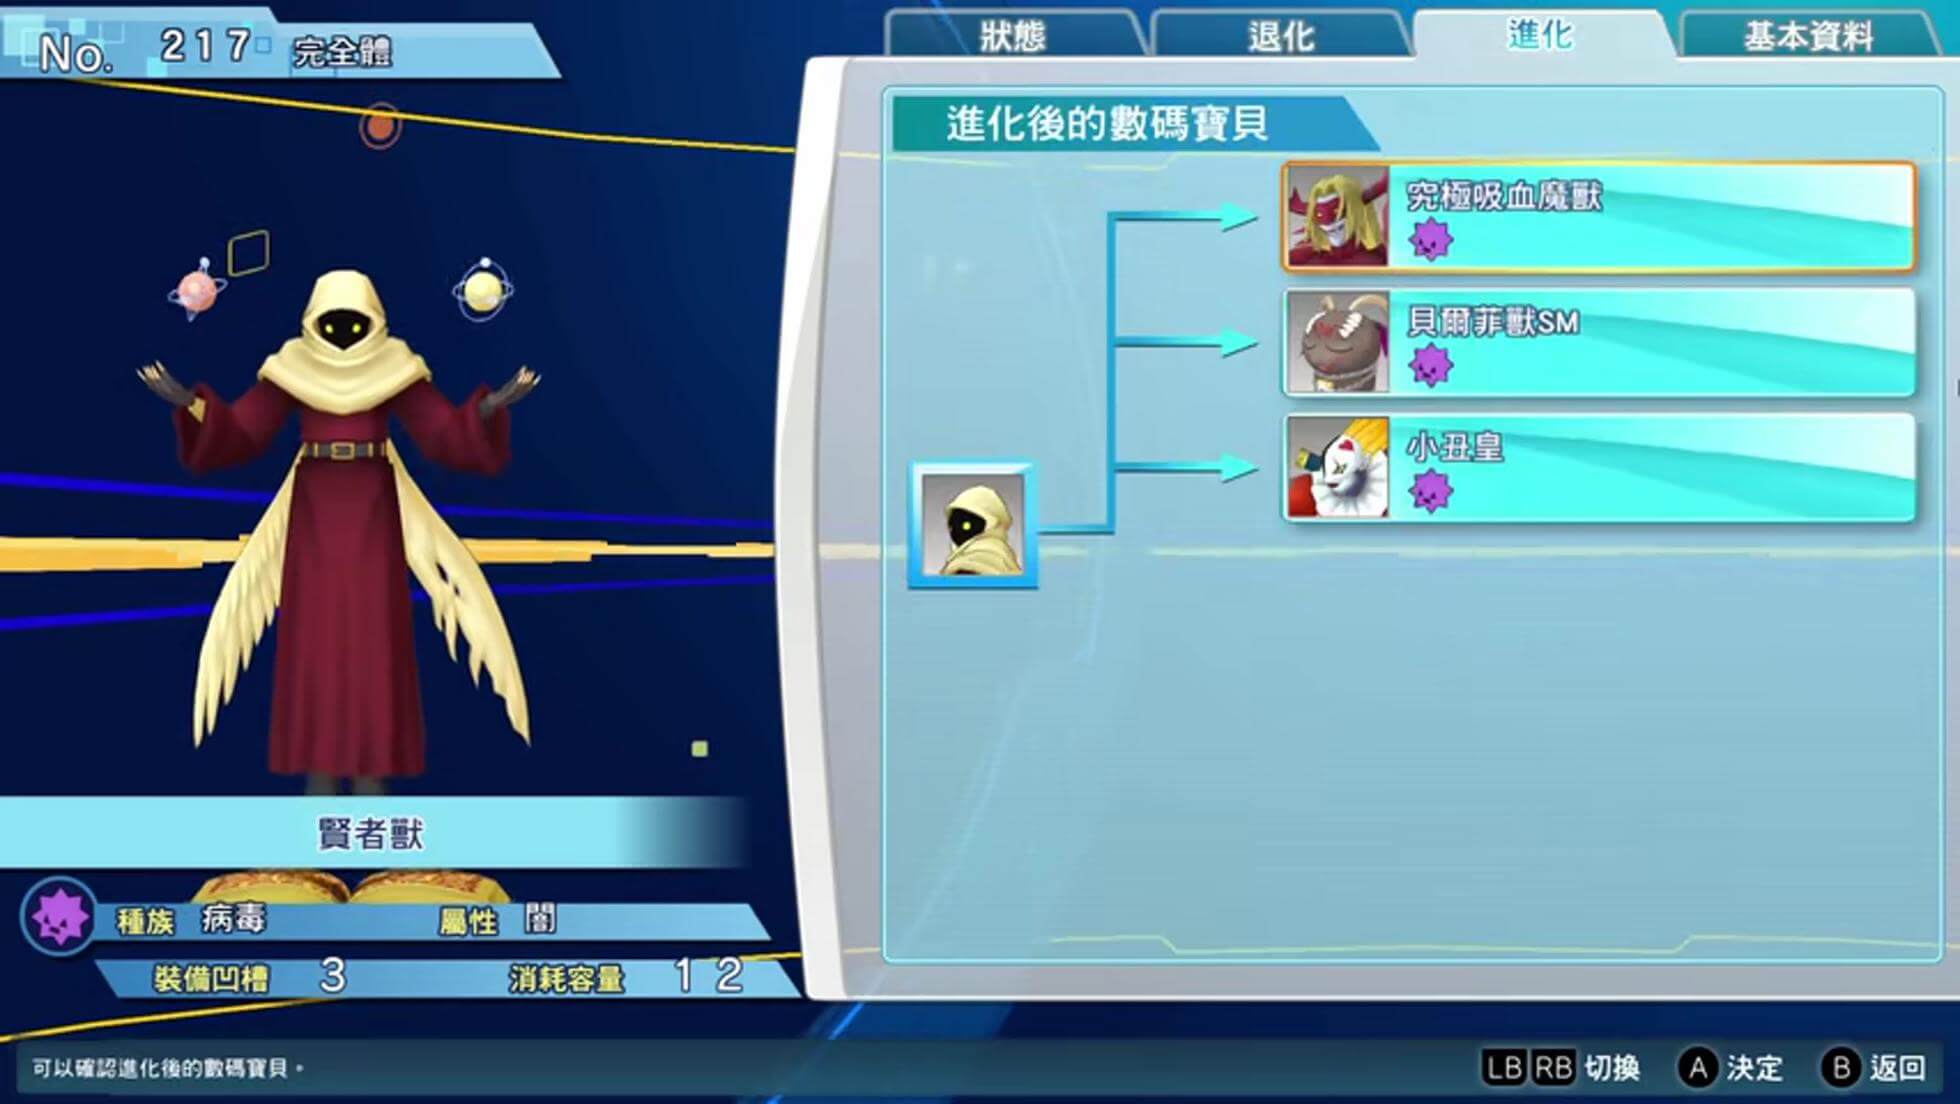 No. 217 完全體
狀態 退化 進化 基本資料
進化後的數碼寶貝
究極吸血魔獸
貝爾菲獸SM
小丑皇
賢者獸
種族 病毒 屬性 闇
裝備凹槽 3 消耗容量 12
可以確認進化後的數碼寶貝。
LB RB 切換 A 決定 B 返回